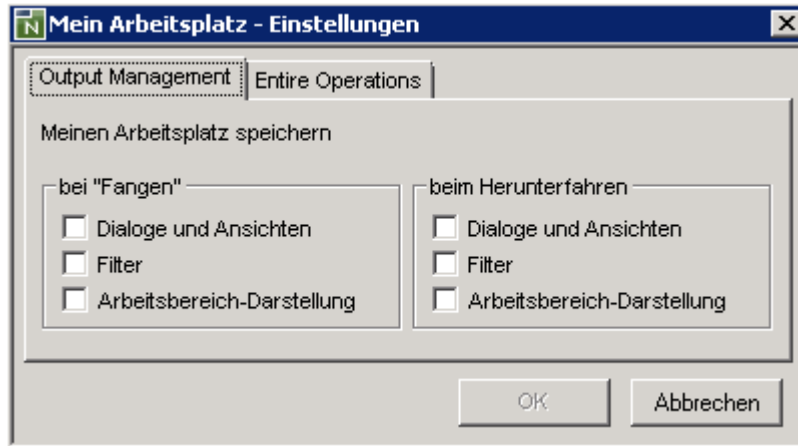 Mein Arbeitsplatz - Einstellungen
Output Management
Entire Operations
Meinen Arbeitsplatz speichern
bei "Fangen"
Dialoge und Ansichten
Filter
Arbeitsbereich-Darstellung
beim Herunterfahren
Dialoge und Ansichten
Filter
Arbeitsbereich-Darstellung
OK
Abbrechen